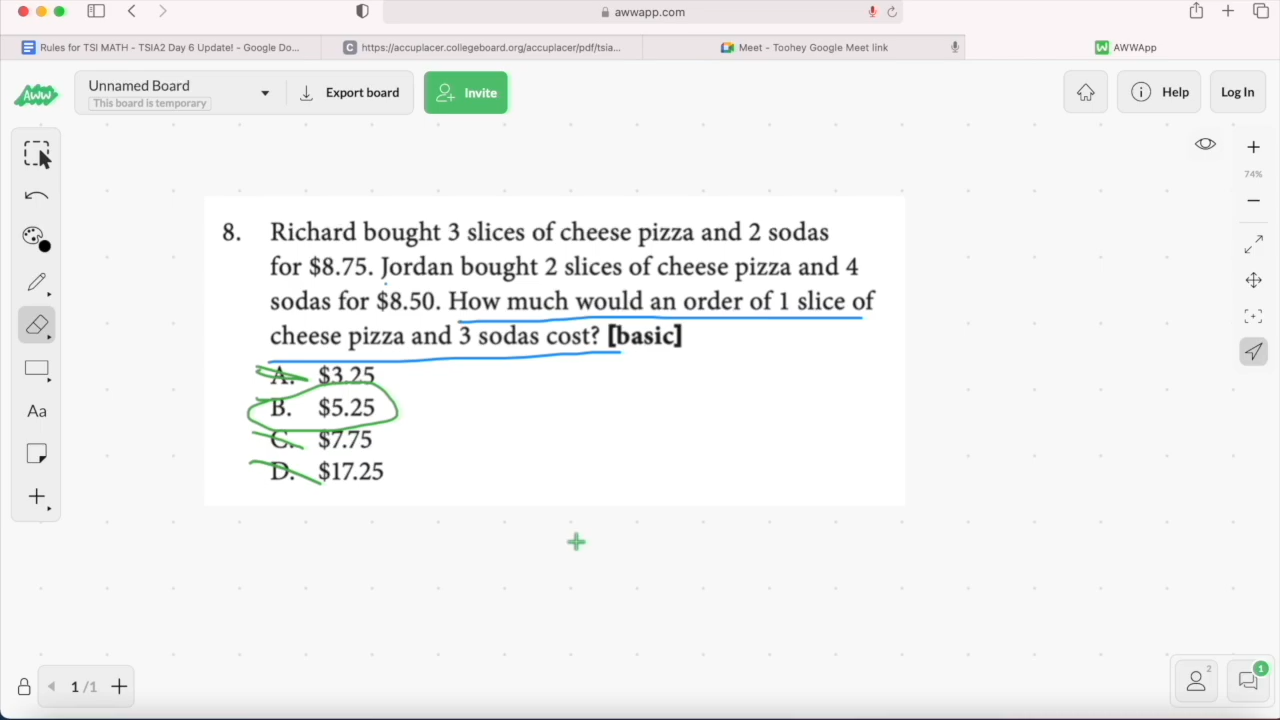 awwapp.com
Rules for TSI MATH - TSIA2 Day 6 Update! - Google Do...
https://accuplacer.collegeboard.org/accuplacer/pdf/tsia...
Meet - Toohey Google Meet link
AWWApp
AWW
Unnamed Board
This board is temporary
Export board
Invite
Help
Log In
74%
8. Richard bought 3 slices of cheese pizza and 2 sodas
for $8.75. Jordan bought 2 slices of cheese pizza and 4
sodas for $8.50. How much would an order of 1 slice of
cheese pizza and 3 sodas cost? [basic]
A. $3.25
B. $5.25
C. $7.75
D. $17.25
Aa
1/1
2
1